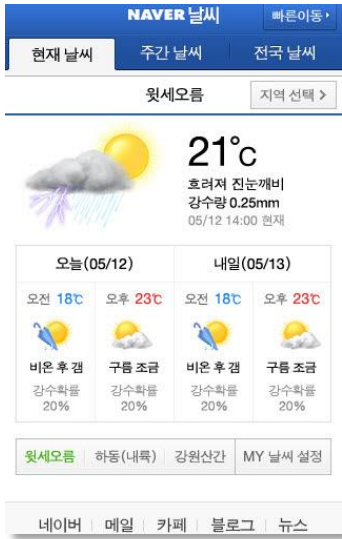 NAVER 날씨 빠른이동
현재 날씨 주간 날씨 전국 날씨
윗세오름 지역 선택 >
21℃
흐려져 진눈깨비
강수량 0.25mm
05/12 14:00 현재
오늘(05/12) 내일(05/13)
오전 18℃ 오후 23℃ 오전 18℃ 오후 23℃
비온 후 갬 구름 조금 비온 후 갬 구름 조금
강수확률 강수확률 강수확률 강수확률
20% 20% 20% 20%
윗세오름 하동(내륙) 강원산간 MY 날씨 설정
네이버 메일 카페 블로그 뉴스